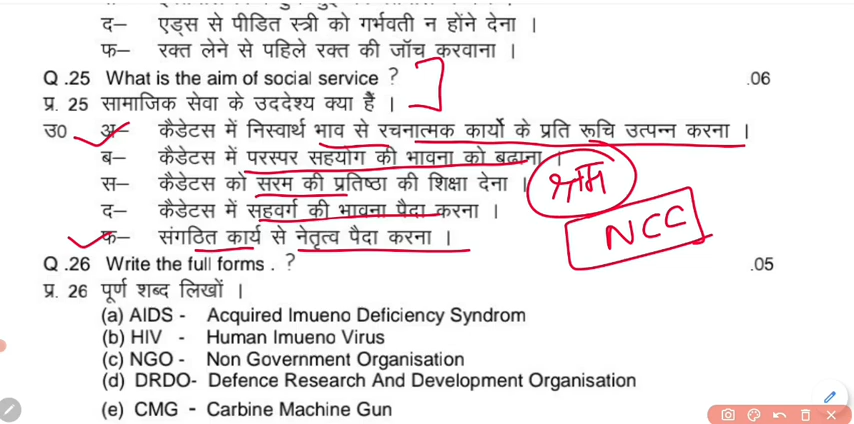 द– एड्स से पीडित स्त्री को गर्भवती न होंने देना ।
फ– रक्त लेने से पहिले रक्त की जॉच करवाना ।
Q .25 What is the aim of social service ? .06
प्र. 25 सामाजिक सेवा के उददेश्य क्या हैं ।
उ0 अ– कैडेटस में निस्वार्थ भाव से रचनात्मक कार्यो के प्रति रूचि उत्पन्न करना ।
ब– कैडेटस में परस्पर सहयोग की भावना को बढाना ।
स– कैडेटस को सरम की प्रतिष्ठा की शिक्षा देना ।
श्रम
द– कैडेटस में सहवर्ग की भावना पैदा करना ।
NCC
फ– संगठित कार्य से नेतृत्व पैदा करना ।
Q .26 Write the full forms . ? .05
प्र. 26 पूर्ण शब्द लिखों ।
(a) AIDS - Acquired Imueno Deficiency Syndrom
(b) HIV - Human Imueno Virus
(c) NGO - Non Government Organisation
(d) DRDO- Defence Research And Development Organisation
(e) CMG - Carbine Machine Gun